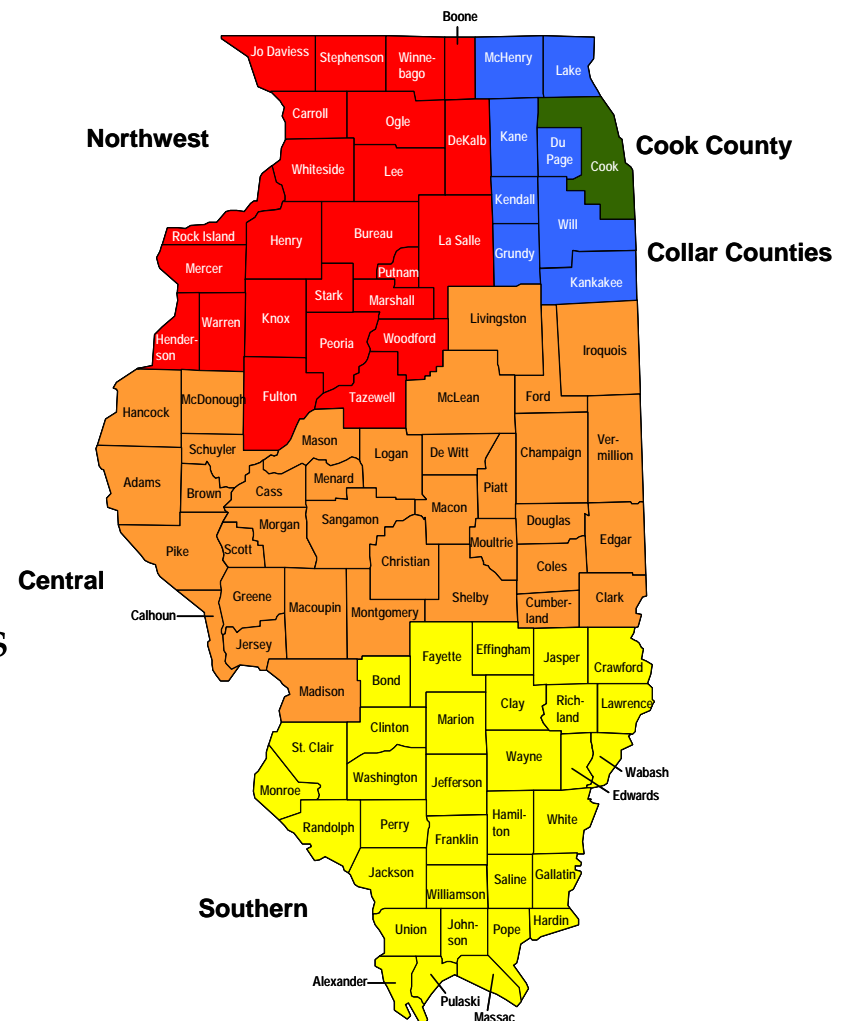 Boone
Jo Daviess
Stephenson
Winne-
bago
McHenry
Lake
Carroll
Ogle
DeKalb
Kane
Du
Page
Cook
Northwest
Cook County
Whiteside
Lee
Kendall
Rock Island
Henry
Bureau
La Salle
Will
Grundy
Collar Counties
Mercer
Putnam
Kankakee
Stark
Marshall
Warren
Knox
Livingston
Hender-
son
Peoria
Woodford
Iroquois
Hancock
McDonough
Fulton
Tazewell
McLean
Ford
Schuyler
Mason
Logan
De Witt
Champaign
Ver-
million
Adams
Brown
Cass
Menard
Piatt
Macon
Pike
Scott
Morgan
Sangamon
Christian
Moultrie
Douglas
Edgar
Coles
Central
Calhoun
Greene
Macoupin
Montgomery
Shelby
Cumber-
land
Clark
s
Jersey
Fayette
Effingham
Jasper
Crawford
Madison
Bond
Clay
Rich-
land
Lawrence
Clinton
Marion
St. Clair
Wayne
Wabash
Edwards
Monroe
Washington
Jefferson
Randolph
Perry
Franklin
Hamil-
ton
White
Jackson
Williamson
Saline
Gallatin
Southern
Union
John-
son
Pope
Hardin
Alexander
Pulaski
Massac